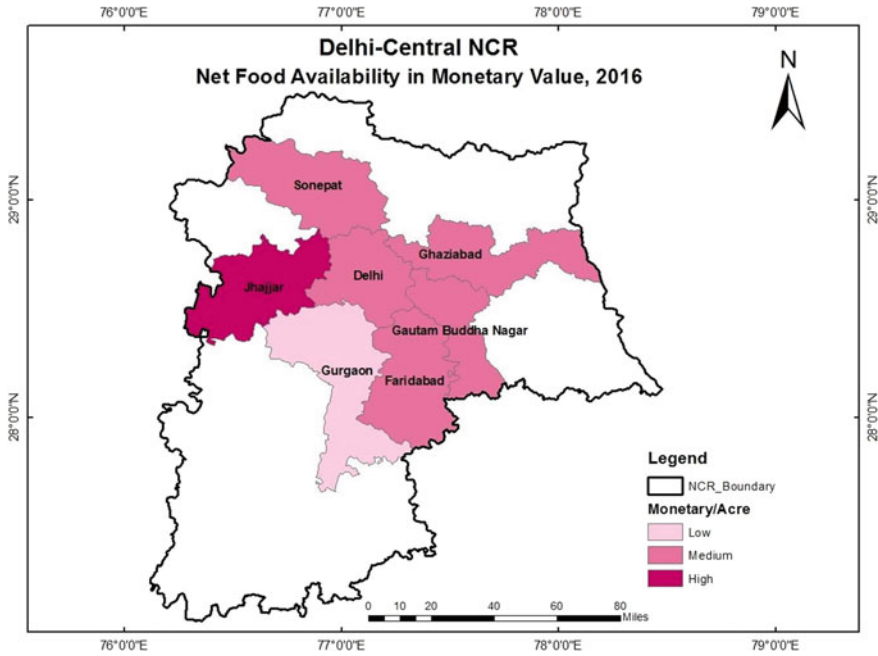 76°0'0"E 77°0'0"E 78°0'0"E 79°0'0"E
Delhi-Central NCR
Net Food Availability in Monetary Value, 2016
N
29°0'0"N
29°0'0"N
Sonepat
Ghaziabad
Delhi
Jhajjar
Gautam Buddha Nagar
Gurgaon
Faridabad
28°0'0"N
28°0'0"N
Legend
NCR_Boundary
Monetary/Acre
Low
Medium
High
0 10 20 40 60 80
Miles
76°0'0"E 77°0'0"E 78°0'0"E 79°0'0"E